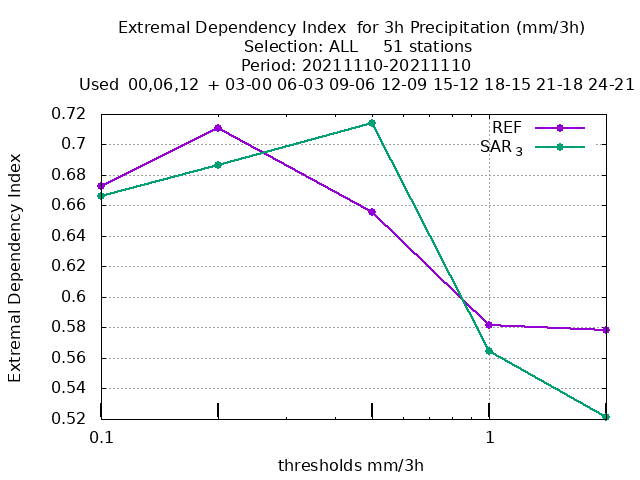 Extremal Dependency Index  for 3h Precipitation (mm/3h)
Selection: ALL     51 stations
Period: 20211110-20211110
Used  00,06,12  + 03-00 06-03 09-06 12-09 15-12 18-15 21-18 24-21
0.72
0.7
0.68
0.66
0.64
0.62
0.6
0.58
0.56
0.54
0.52
Extremal Dependency Index
REF
SAR 3
0.1
1
thresholds mm/3h